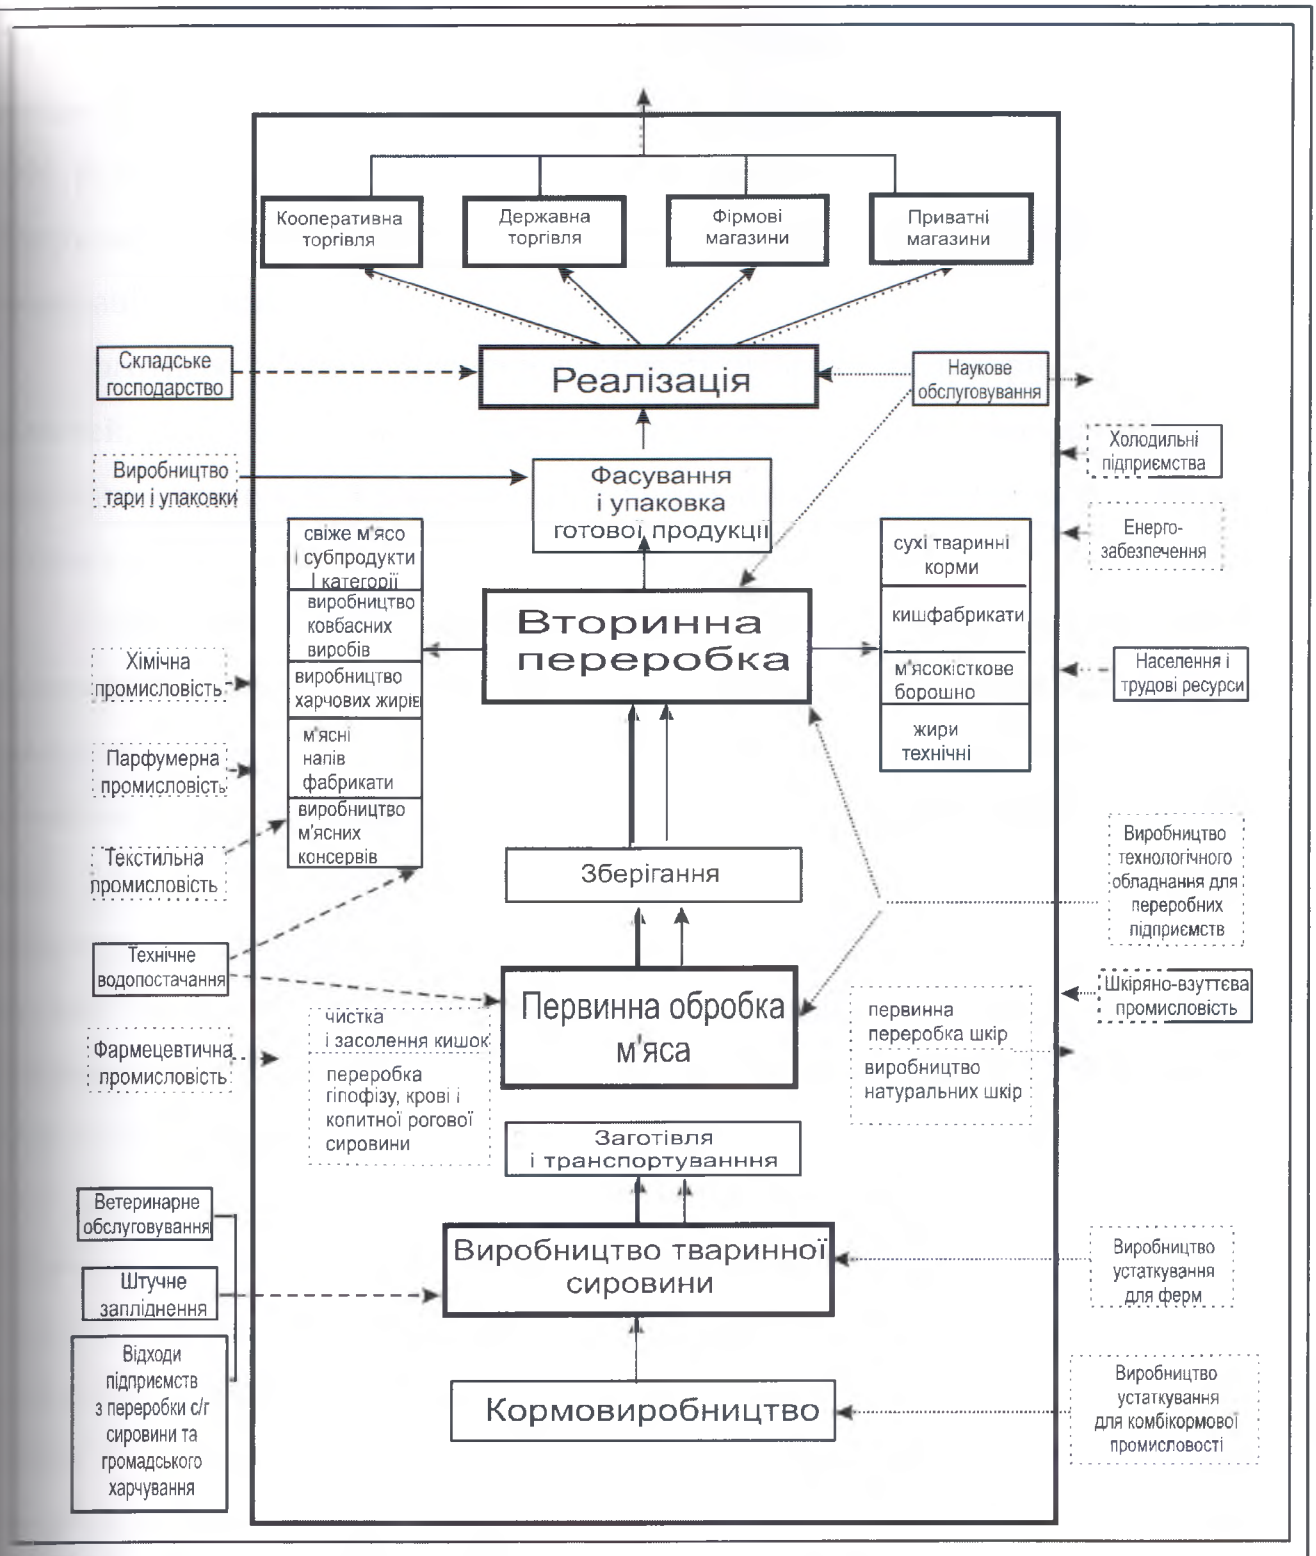 Кооперативна
торгівля
Державна
торгівля
Фірмові
магазини
Приватні
магазини
Складське
господарство
Реалізація
Наукове
обслуговування
Холодильні
підприємства
Виробництво
тари і упаковки
Фасування
і упаковка
готової продукції
Енерго-
забезпечення
свіже м'ясо
і субпродукти
І категорії
виробництво
ковбасних
виробів
виробництво
харчових жирів
м'ясні
напів
фабрикати
виробництво
м'ясних
консервів
Вторинна
переробка
сухі тваринні
корми
кишфабрикати
м'ясокісткове
борошно
жири
технічні
Хімічна
промисловість
Населення і
трудові ресурси
Парфумерна
промисловість
Текстильна
промисловість
Зберігання
Виробництво
технологічного
обладнання для
переробних
підприємств
Технічне
водопостачання
Первинна обробка
м'яса
Шкіряно-взуттєва
промисловість
чистка
і засолення кишок
переробка
гіпофізу, крові і
копитної рогової
сировини
первинна
переробка шкір
виробництво
натуральних шкір
Фармецевтична
промисловість
Заготівля
і транспортуванння
Ветеринарне
обслуговування
Виробництво тваринної
сировини
Виробництво
устаткування
для ферм
Штучне
запліднення
Відходи
підприємств
з переробки с/г
сировини та
громадського
харчування
Кормовиробництво
Виробництво
устаткування
для комбікормової
промисловості